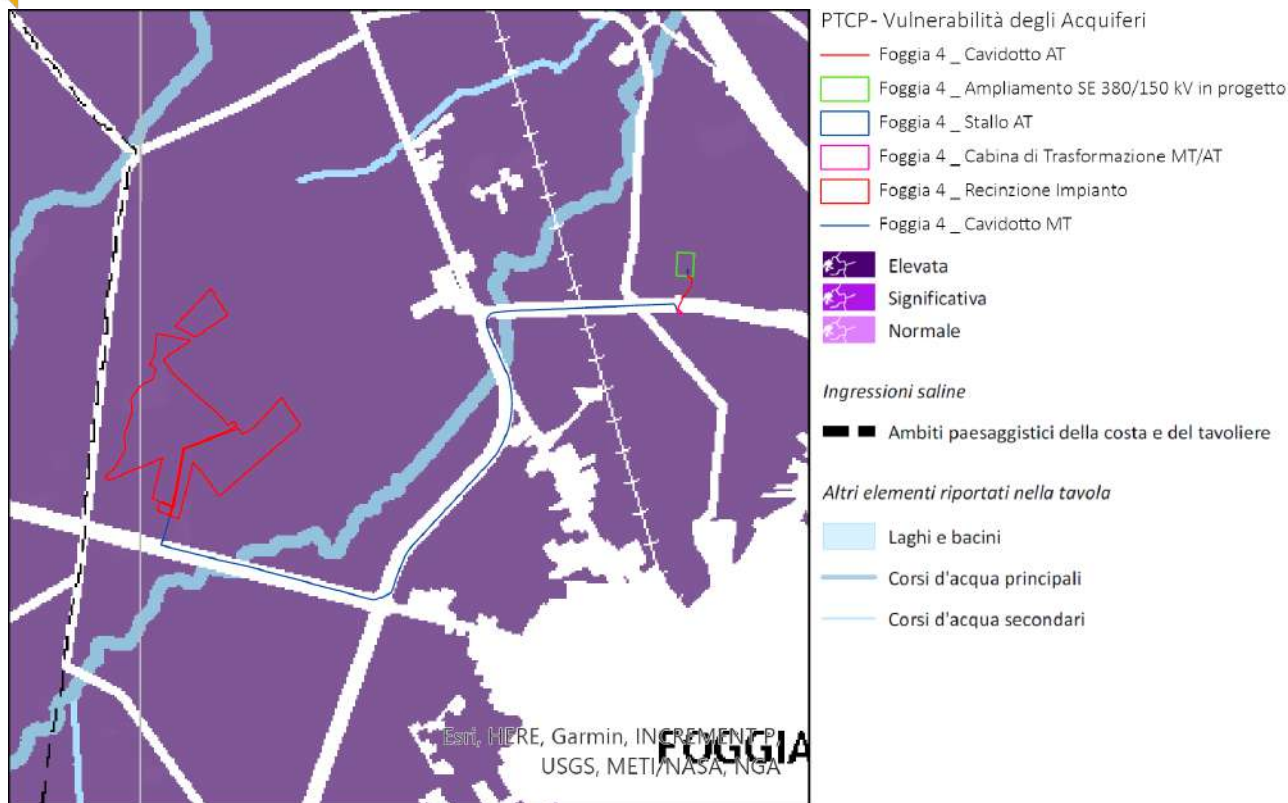 PTCP- Vulnerabilità degli Acquiferi
Foggia 4 _ Cavidotto AT
Foggia 4 _ Ampliamento SE 380/150 kV in progetto
Foggia 4 _ Stallo AT
Foggia 4 _ Cabina di Trasformazione MT/AT
Foggia 4 _ Recinzione Impianto
Foggia 4 _ Cavidotto MT
Elevata
Significativa
Normale
Ingressioni saline
Ambiti paesaggistici della costa e del tavoliere
Altri elementi riportati nella tavola
Laghi e bacini
Corsi d'acqua principali
Corsi d'acqua secondari
Esri, HERE, Garmin, INCREMENT P,
USGS, METI/NASA, NGA
FOGGIA